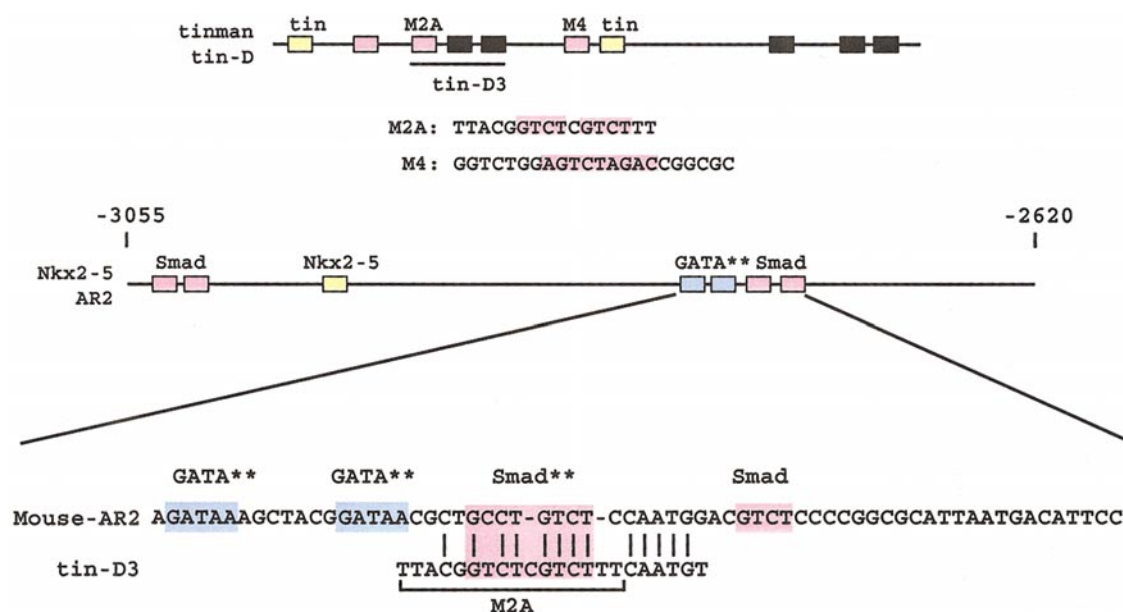 tin M2A M4 tin
tinman
tin-D
tin-D3
M2A: TTACGGTCTCGTCTTT
M4: GGTCTGGAGTCTAGACCGGCGC
-3055 -2620
Smad Nkx2-5 GATA** Smad
Nkx2-5
AR2
GATA** GATA** Smad** Smad
Mouse-AR2 AGATAAAGCTACGGATAACGCTGCCT-GTCT-CCAATGGACGTCTCCCCGGCGCATTAATGACATTCC
tin-D3 TTACGGTCTCGTCTTTCAATGT
M2A